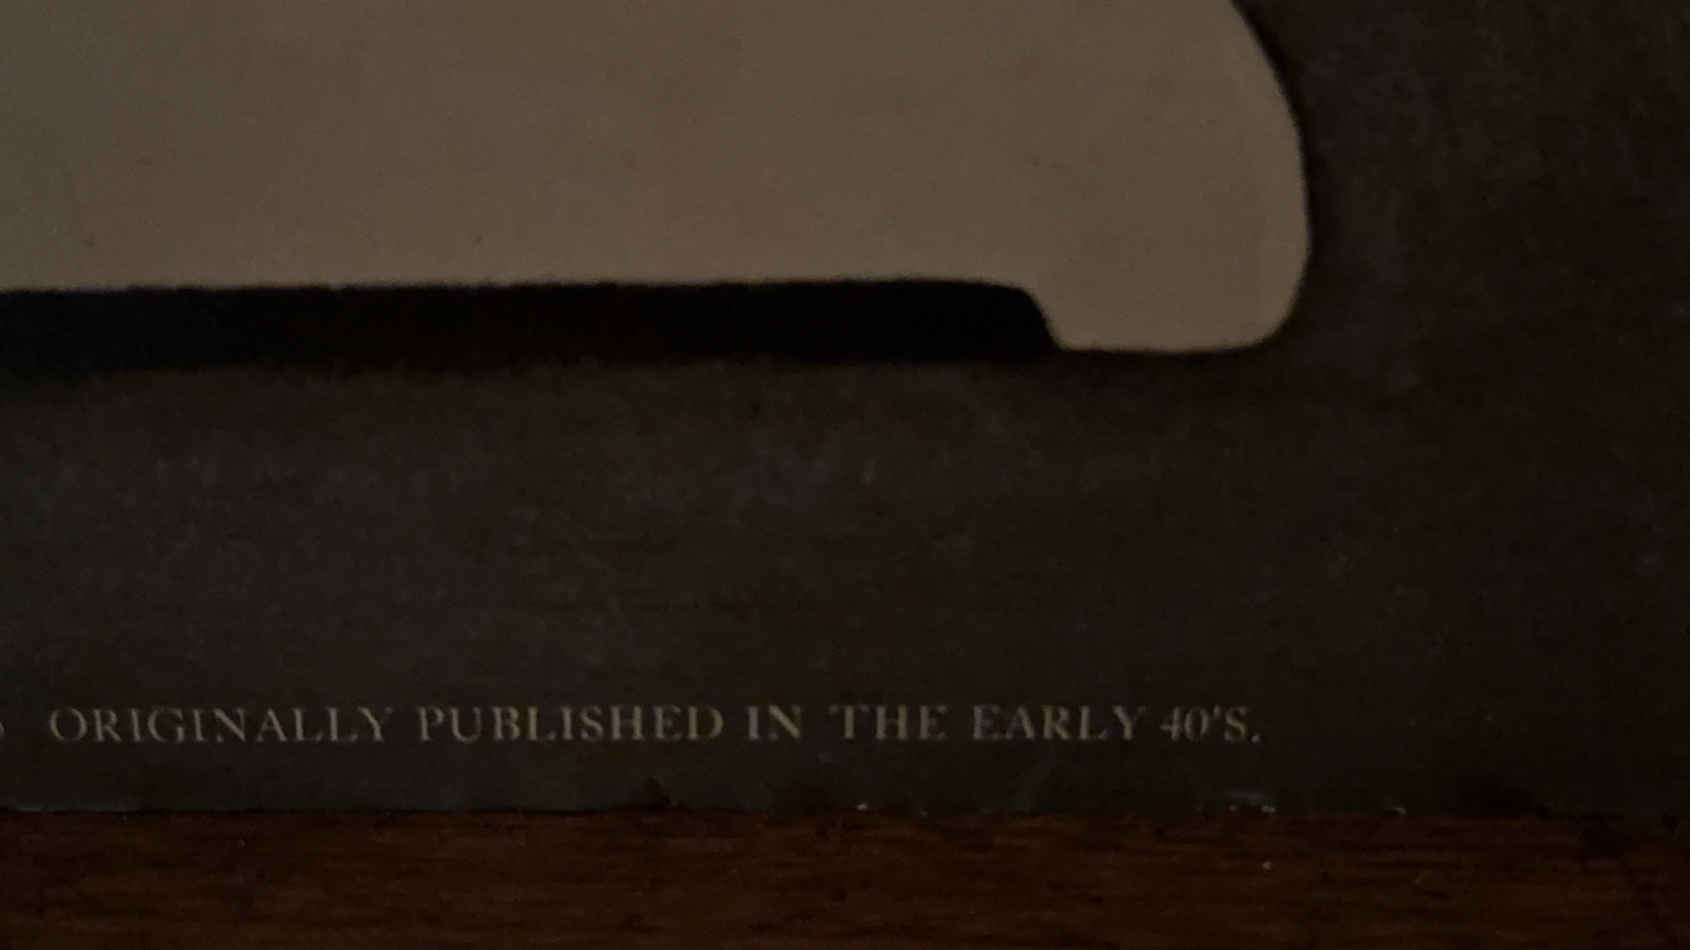 ORIGINALLY PUBLISHED IN THE EARLY 40'S.